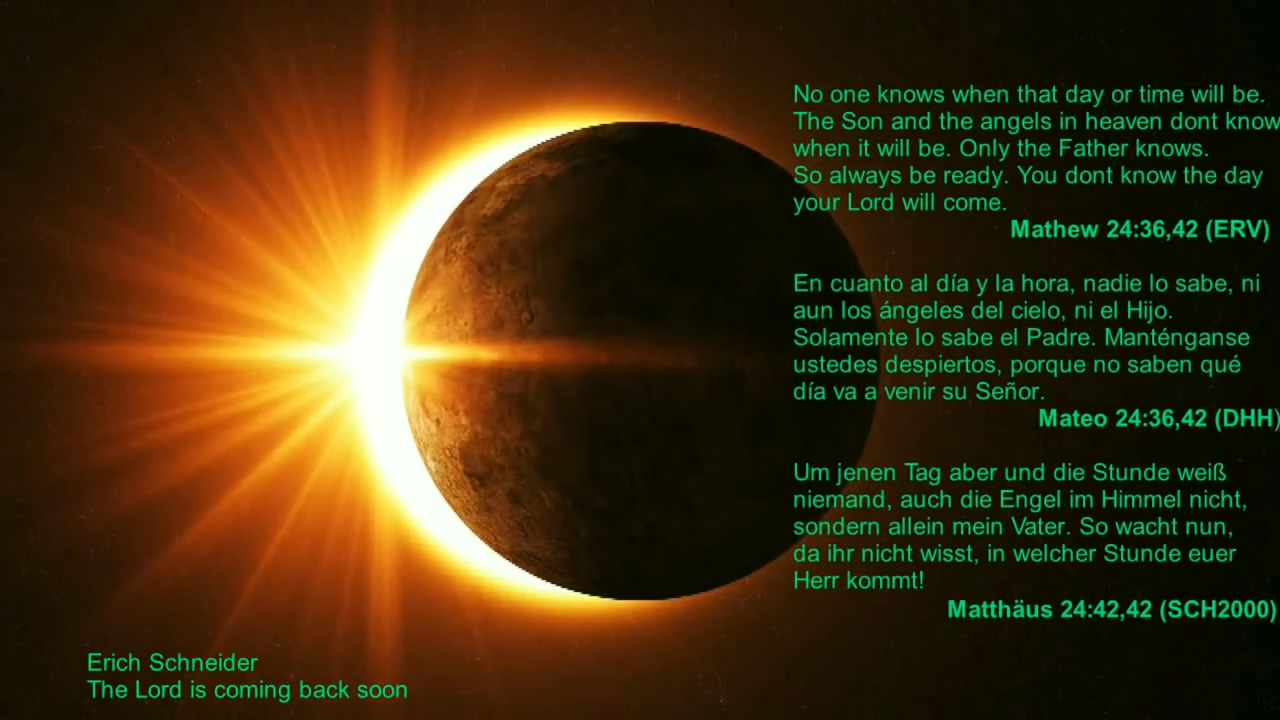 No one knows when that day or time will be.
The Son and the angels in heaven dont know
when it will be. Only the Father knows.
So always be ready. You dont know the day
your Lord will come.
Mathew 24:36,42 (ERV)
En cuanto al día y la hora, nadie lo sabe, ni
aun los ángeles del cielo, ni el Hijo.
Solamente lo sabe el Padre. Manténganse
ustedes despiertos, porque no saben qué
día va a venir su Señor.
Mateo 24:36,42 (DHH)
Um jenen Tag aber und die Stunde weiß
niemand, auch die Engel im Himmel nicht,
sondern allein mein Vater. So wacht nun,
da ihr nicht wisst, in welcher Stunde euer
Herr kommt!
Matthäus 24:42,42 (SCH2000)
Erich Schneider
The Lord is coming back soon